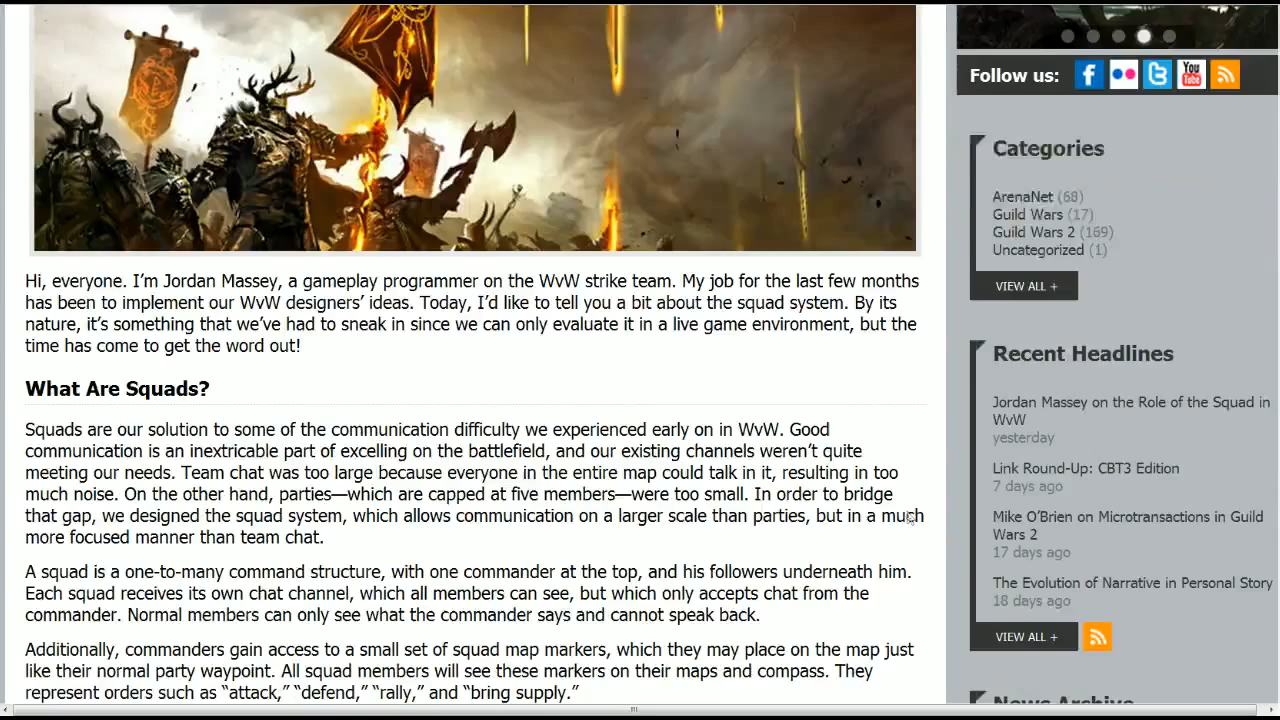 Hi, everyone. I’m Jordan Massey, a gameplay programmer on the WvW strike team. My job for the last few months
has been to implement our WvW designers’ ideas. Today, I’d like to tell you a bit about the squad system. By its
nature, it’s something that we’ve had to sneak in since we can only evaluate it in a live game environment, but the
time has come to get the word out!
What Are Squads?
Squads are our solution to some of the communication difficulty we experienced early on in WvW. Good
communication is an inextricable part of excelling on the battlefield, and our existing channels weren’t quite
meeting our needs. Team chat was too large because everyone in the entire map could talk in it, resulting in too
much noise. On the other hand, parties—which are capped at five members—were too small. In order to bridge
that gap, we designed the squad system, which allows communication on a larger scale than parties, but in a much
more focused manner than team chat.
A squad is a one-to-many command structure, with one commander at the top, and his followers underneath him.
Each squad receives its own chat channel, which all members can see, but which only accepts chat from the
commander. Normal members can only see what the commander says and cannot speak back.
Additionally, commanders gain access to a small set of squad map markers, which they may place on the map just
like their normal party waypoint. All squad members will see these markers on their maps and compass. They
represent orders such as “attack,” “defend,” “rally,” and “bring supply.”
Follow us:
You
Tube
Categories
ArenaNet (68)
Guild Wars (17)
Guild Wars 2 (169)
Uncategorized (1)
VIEW ALL +
Recent Headlines
Jordan Massey on the Role of the Squad in
WvW
yesterday
Link Round-Up: CBT3 Edition
7 days ago
Mike O’Brien on Microtransactions in Guild
Wars 2
17 days ago
The Evolution of Narrative in Personal Story
18 days ago
VIEW ALL +
News Archive